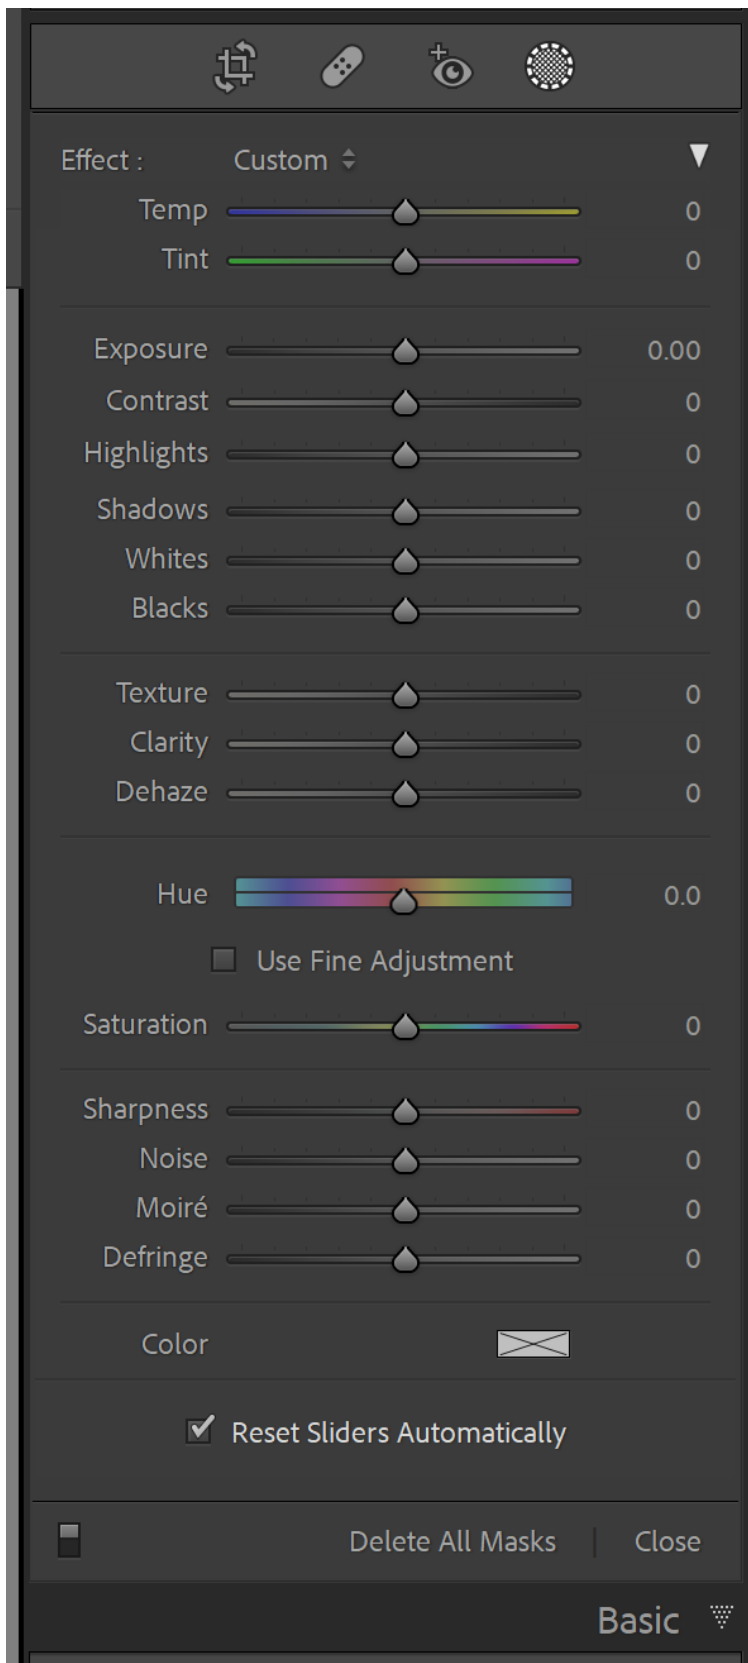 Effect : Custom
Temp 0
Tint 0
Exposure 0.00
Contrast 0
Highlights 0
Shadows 0
Whites 0
Blacks 0
Texture 0
Clarity 0
Dehaze 0
Hue 0.0
Use Fine Adjustment
Saturation 0
Sharpness 0
Noise 0
Moiré 0
Defringe 0
Color
Reset Sliders Automatically
Delete All Masks | Close
Basic